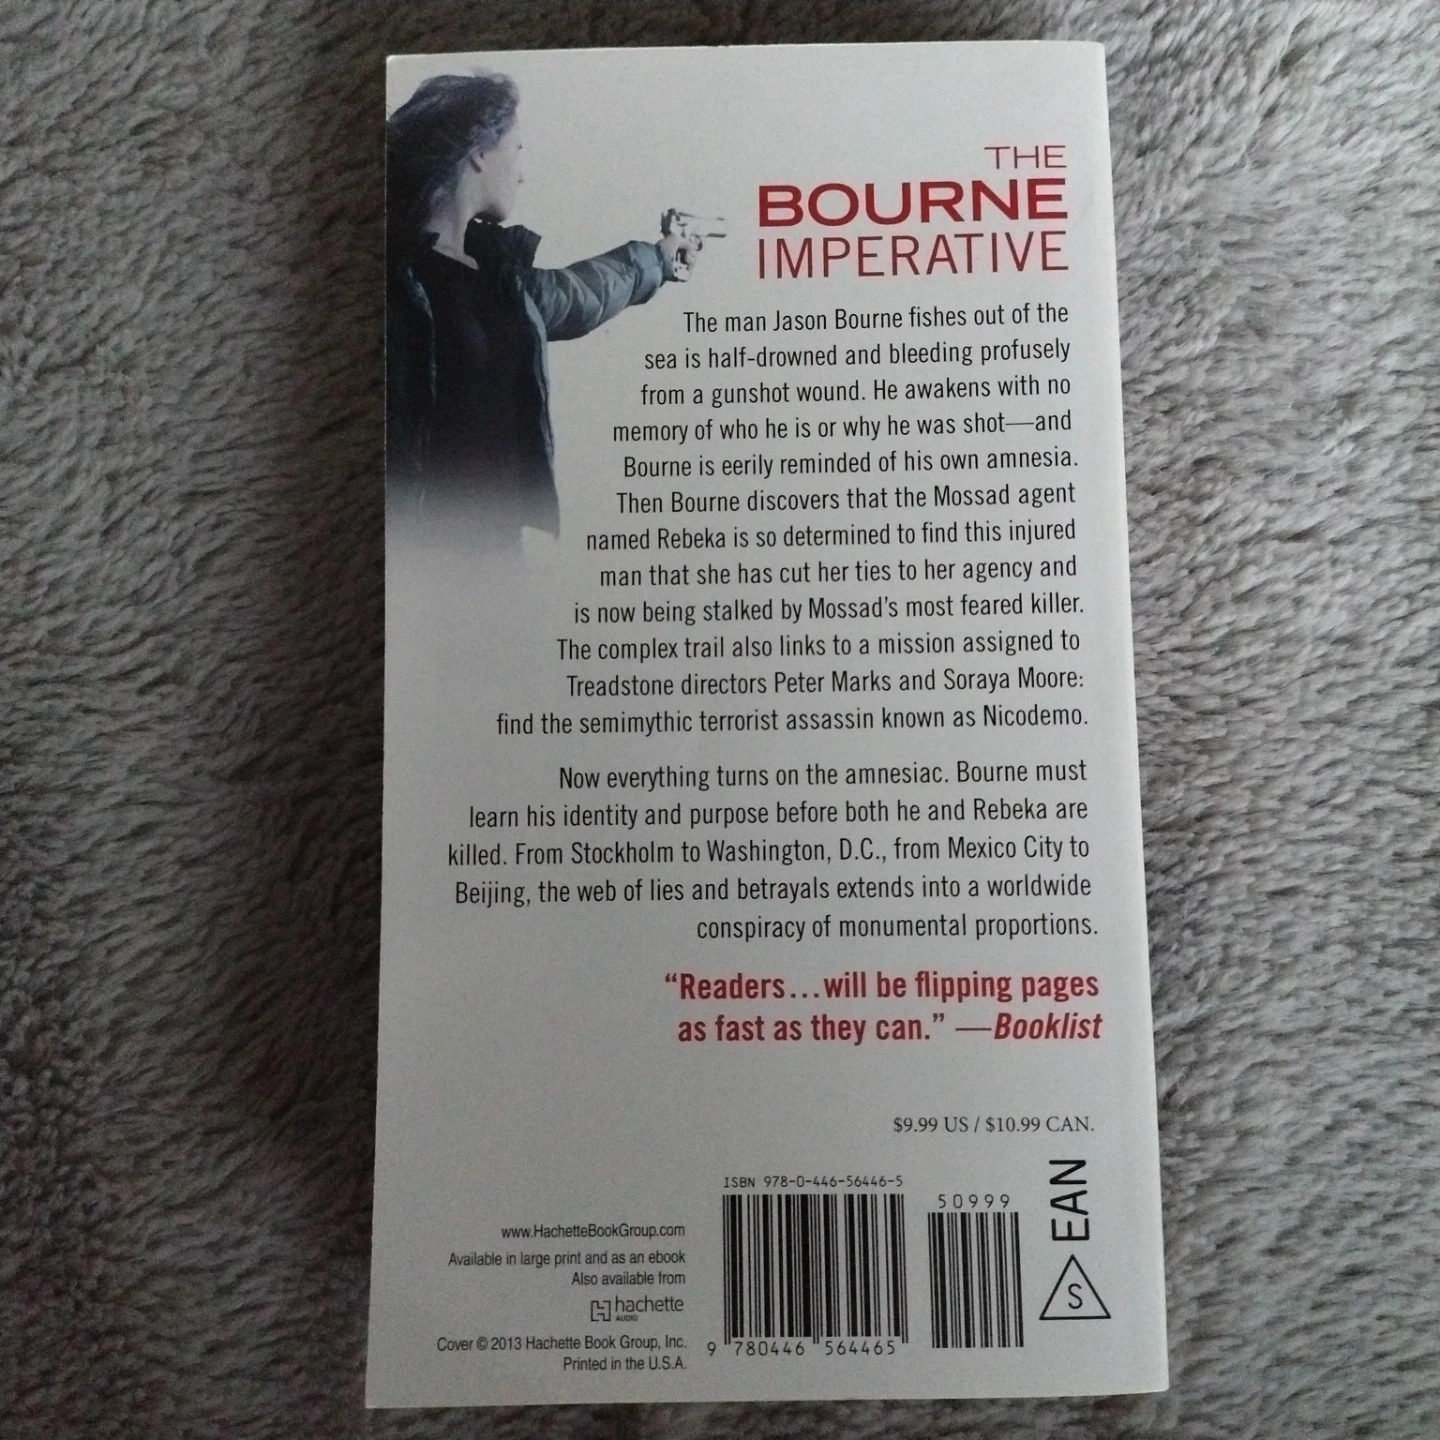 THE
BOURNE
IMPERATIVE
The man Jason Bourne fishes out of the
sea is half-drowned and bleeding profusely
from a gunshot wound. He awakens with no
memory of who he is or why he was shot—and
Bourne is eerily reminded of his own amnesia.
Then Bourne discovers that the Mossad agent
named Rebeka is so determined to find this injured
man that she has cut her ties to her agency and
is now being stalked by Mossad's most feared killer.
The complex trail also links to a mission assigned to
Treadstone directors Peter Marks and Soraya Moore:
find the semimythic terrorist assassin known as Nicodemo.
Now everything turns on the amnesiac. Bourne must
learn his identity and purpose before both he and Rebeka are
killed. From Stockholm to Washington, D.C., from Mexico City to
Beijing, the web of lies and betrayals extends into a worldwide
conspiracy of monumental proportions.
“Readers...will be flipping pages
as fast as they can.” —Booklist
$9.99 US / $10.99 CAN.
www.HachetteBookGroup.com
Available in large print and as an ebook
Also available from
hachette
AUDIO
Cover © 2013 Hachette Book Group, Inc.
Printed in the U.S.A.
ISBN 978-0-446-56446-5
9 780446 564465
50999
EAN
S